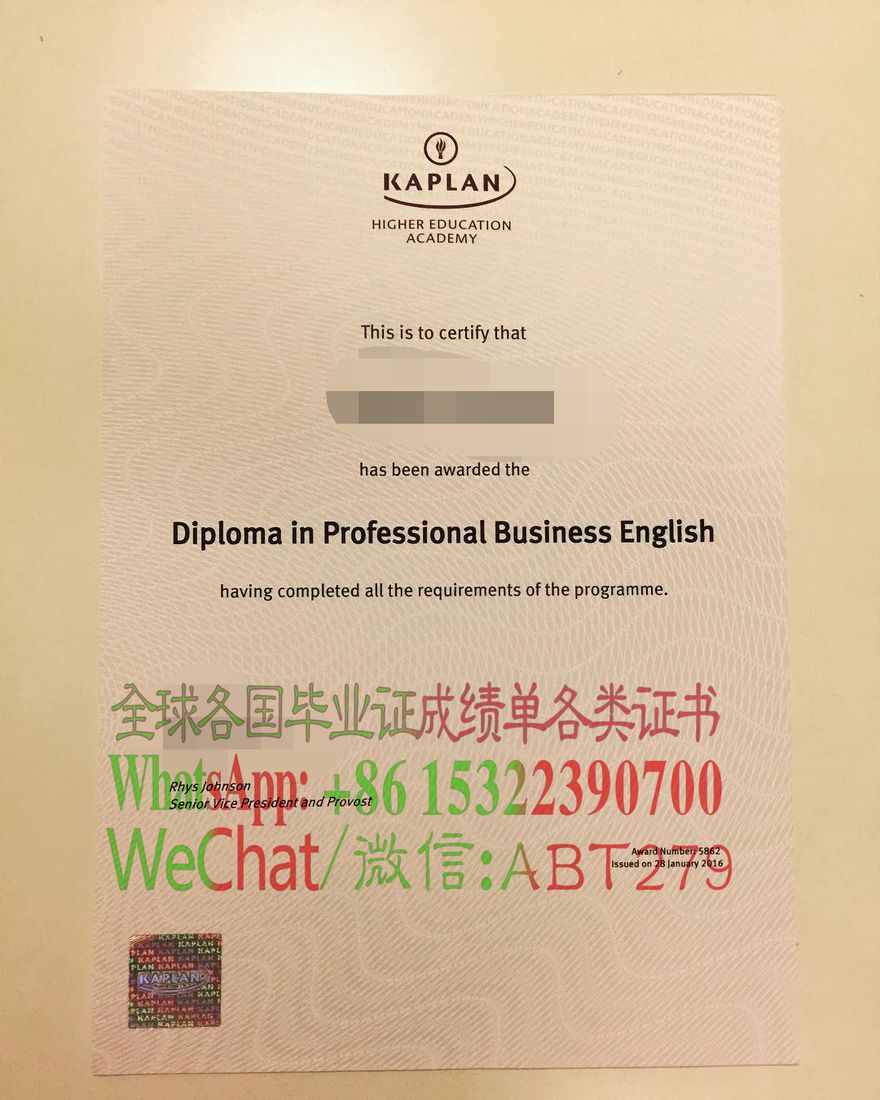 KAPLAN
HIGHER EDUCATION
ACADEMY
This is to certify that
has been awarded the
Diploma in Professional Business English
having completed all the requirements of the programme.
全球各国毕业证成绩单各类证书
WhatsApp: +86 15322390700
Rhys Johnson
Senior Vice President and Provost
WeChat/微信:ABT279
Award Number: 5862
Issued on 28 January 2016
KAPLAN